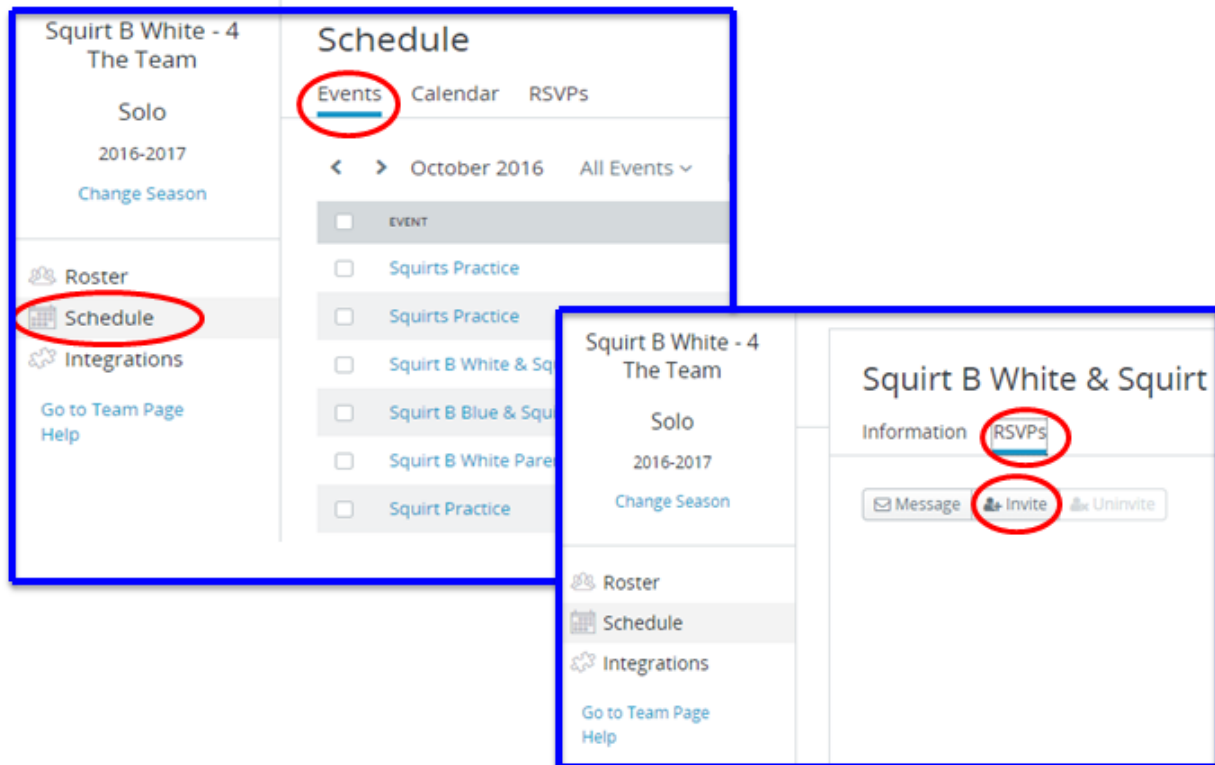 Squirt B White - 4
The Team
Solo
2016-2017
Change Season
Roster
Schedule
Integrations
Go to Team Page
Help
Schedule
Events Calendar RSVPs
October 2016 All Events
EVENT
Squirts Practice
Squirts Practice
Squirt B White & Sq
Squirt B Blue & Squ
Squirt B White Pare
Squirt Practice
Squirt B White - 4
The Team
Solo
2016-2017
Change Season
Roster
Schedule
Integrations
Go to Team Page
Help
Squirt B White & Squirt
Information RSVPs
Message Invite Uninvite